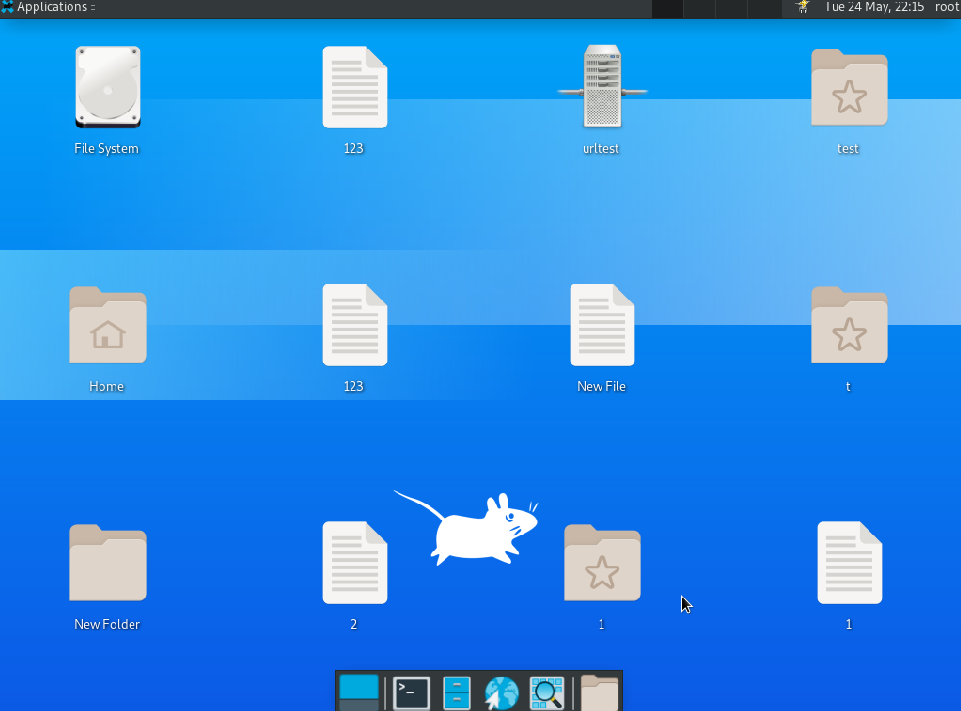 Applications :: Tue 24 May, 22:15 root
File System 123 urltest test
Home 123 New File t
New Folder 2 1 1
>_